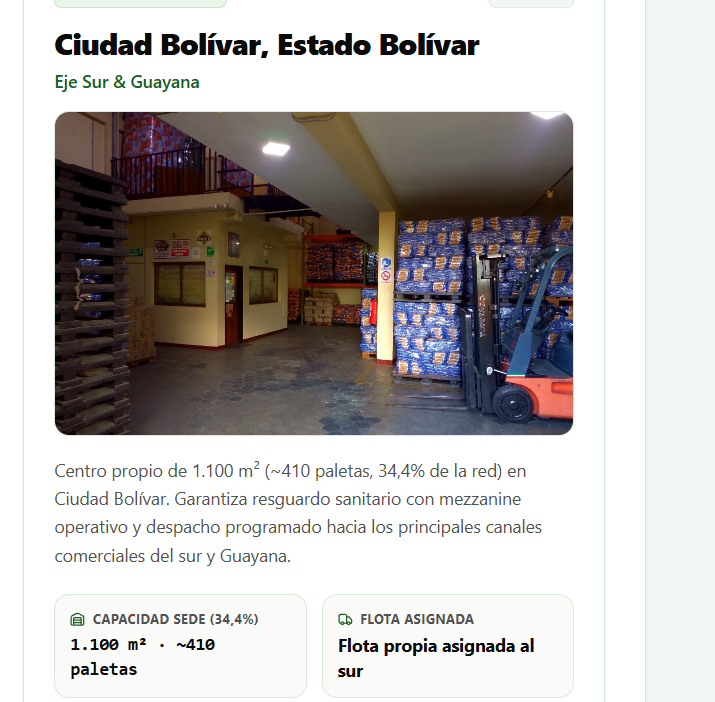 Ciudad Bolívar, Estado Bolívar
Eje Sur & Guayana
Centro propio de 1.100 m² (~410 paletas, 34,4% de la red) en
Ciudad Bolívar. Garantiza resguardo sanitario con mezzanine
operativo y despacho programado hacia los principales canales
comerciales del sur y Guayana.
CAPACIDAD SEDE (34,4%)
1.100 m² · ~410
paletas
FLOTA ASIGNADA
Flota propia asignada al
sur